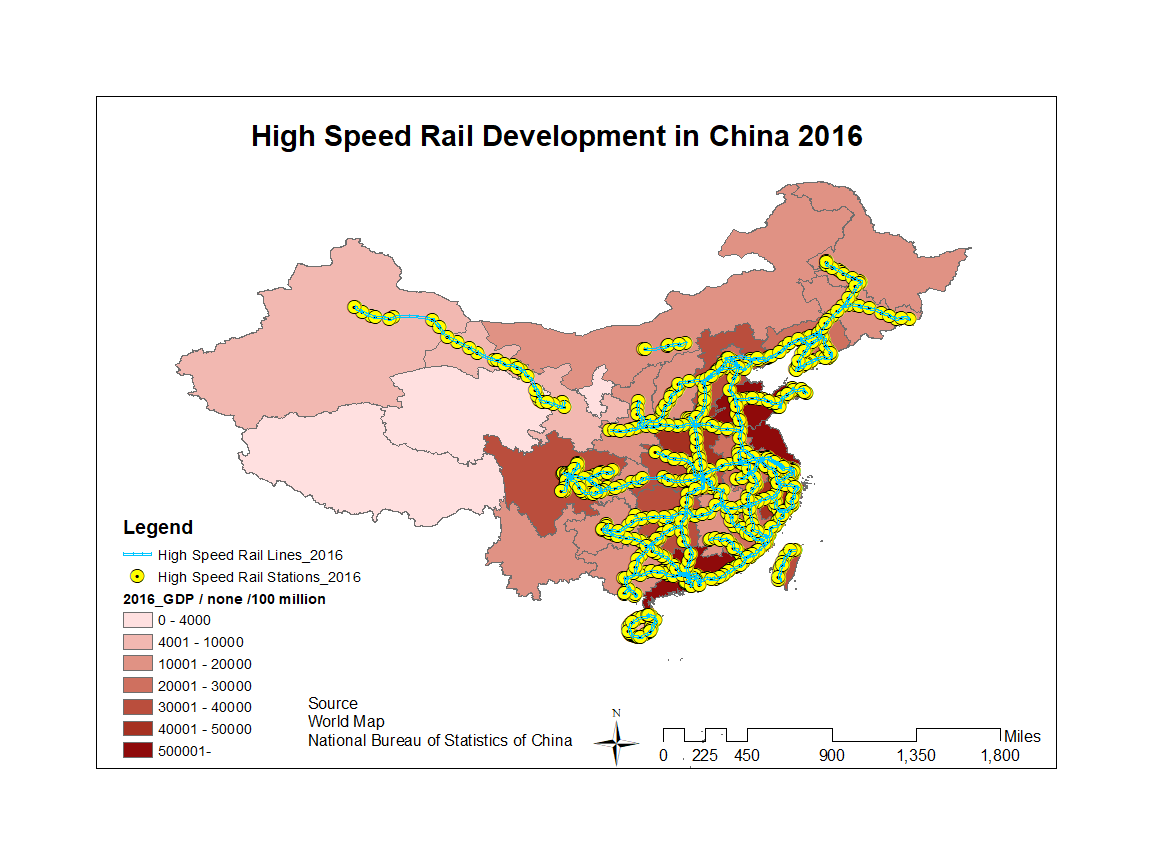 High Speed Rail Development in China 2016
Legend
High Speed Rail Lines_2016
High Speed Rail Stations_2016
2016_GDP / none /100 million
0 - 4000
4001 - 10000
10001 - 20000
20001 - 30000
30001 - 40000
40001 - 50000
500001-
Source
World Map
National Bureau of Statistics of China
N
Miles
0 225 450 900 1,350 1,800